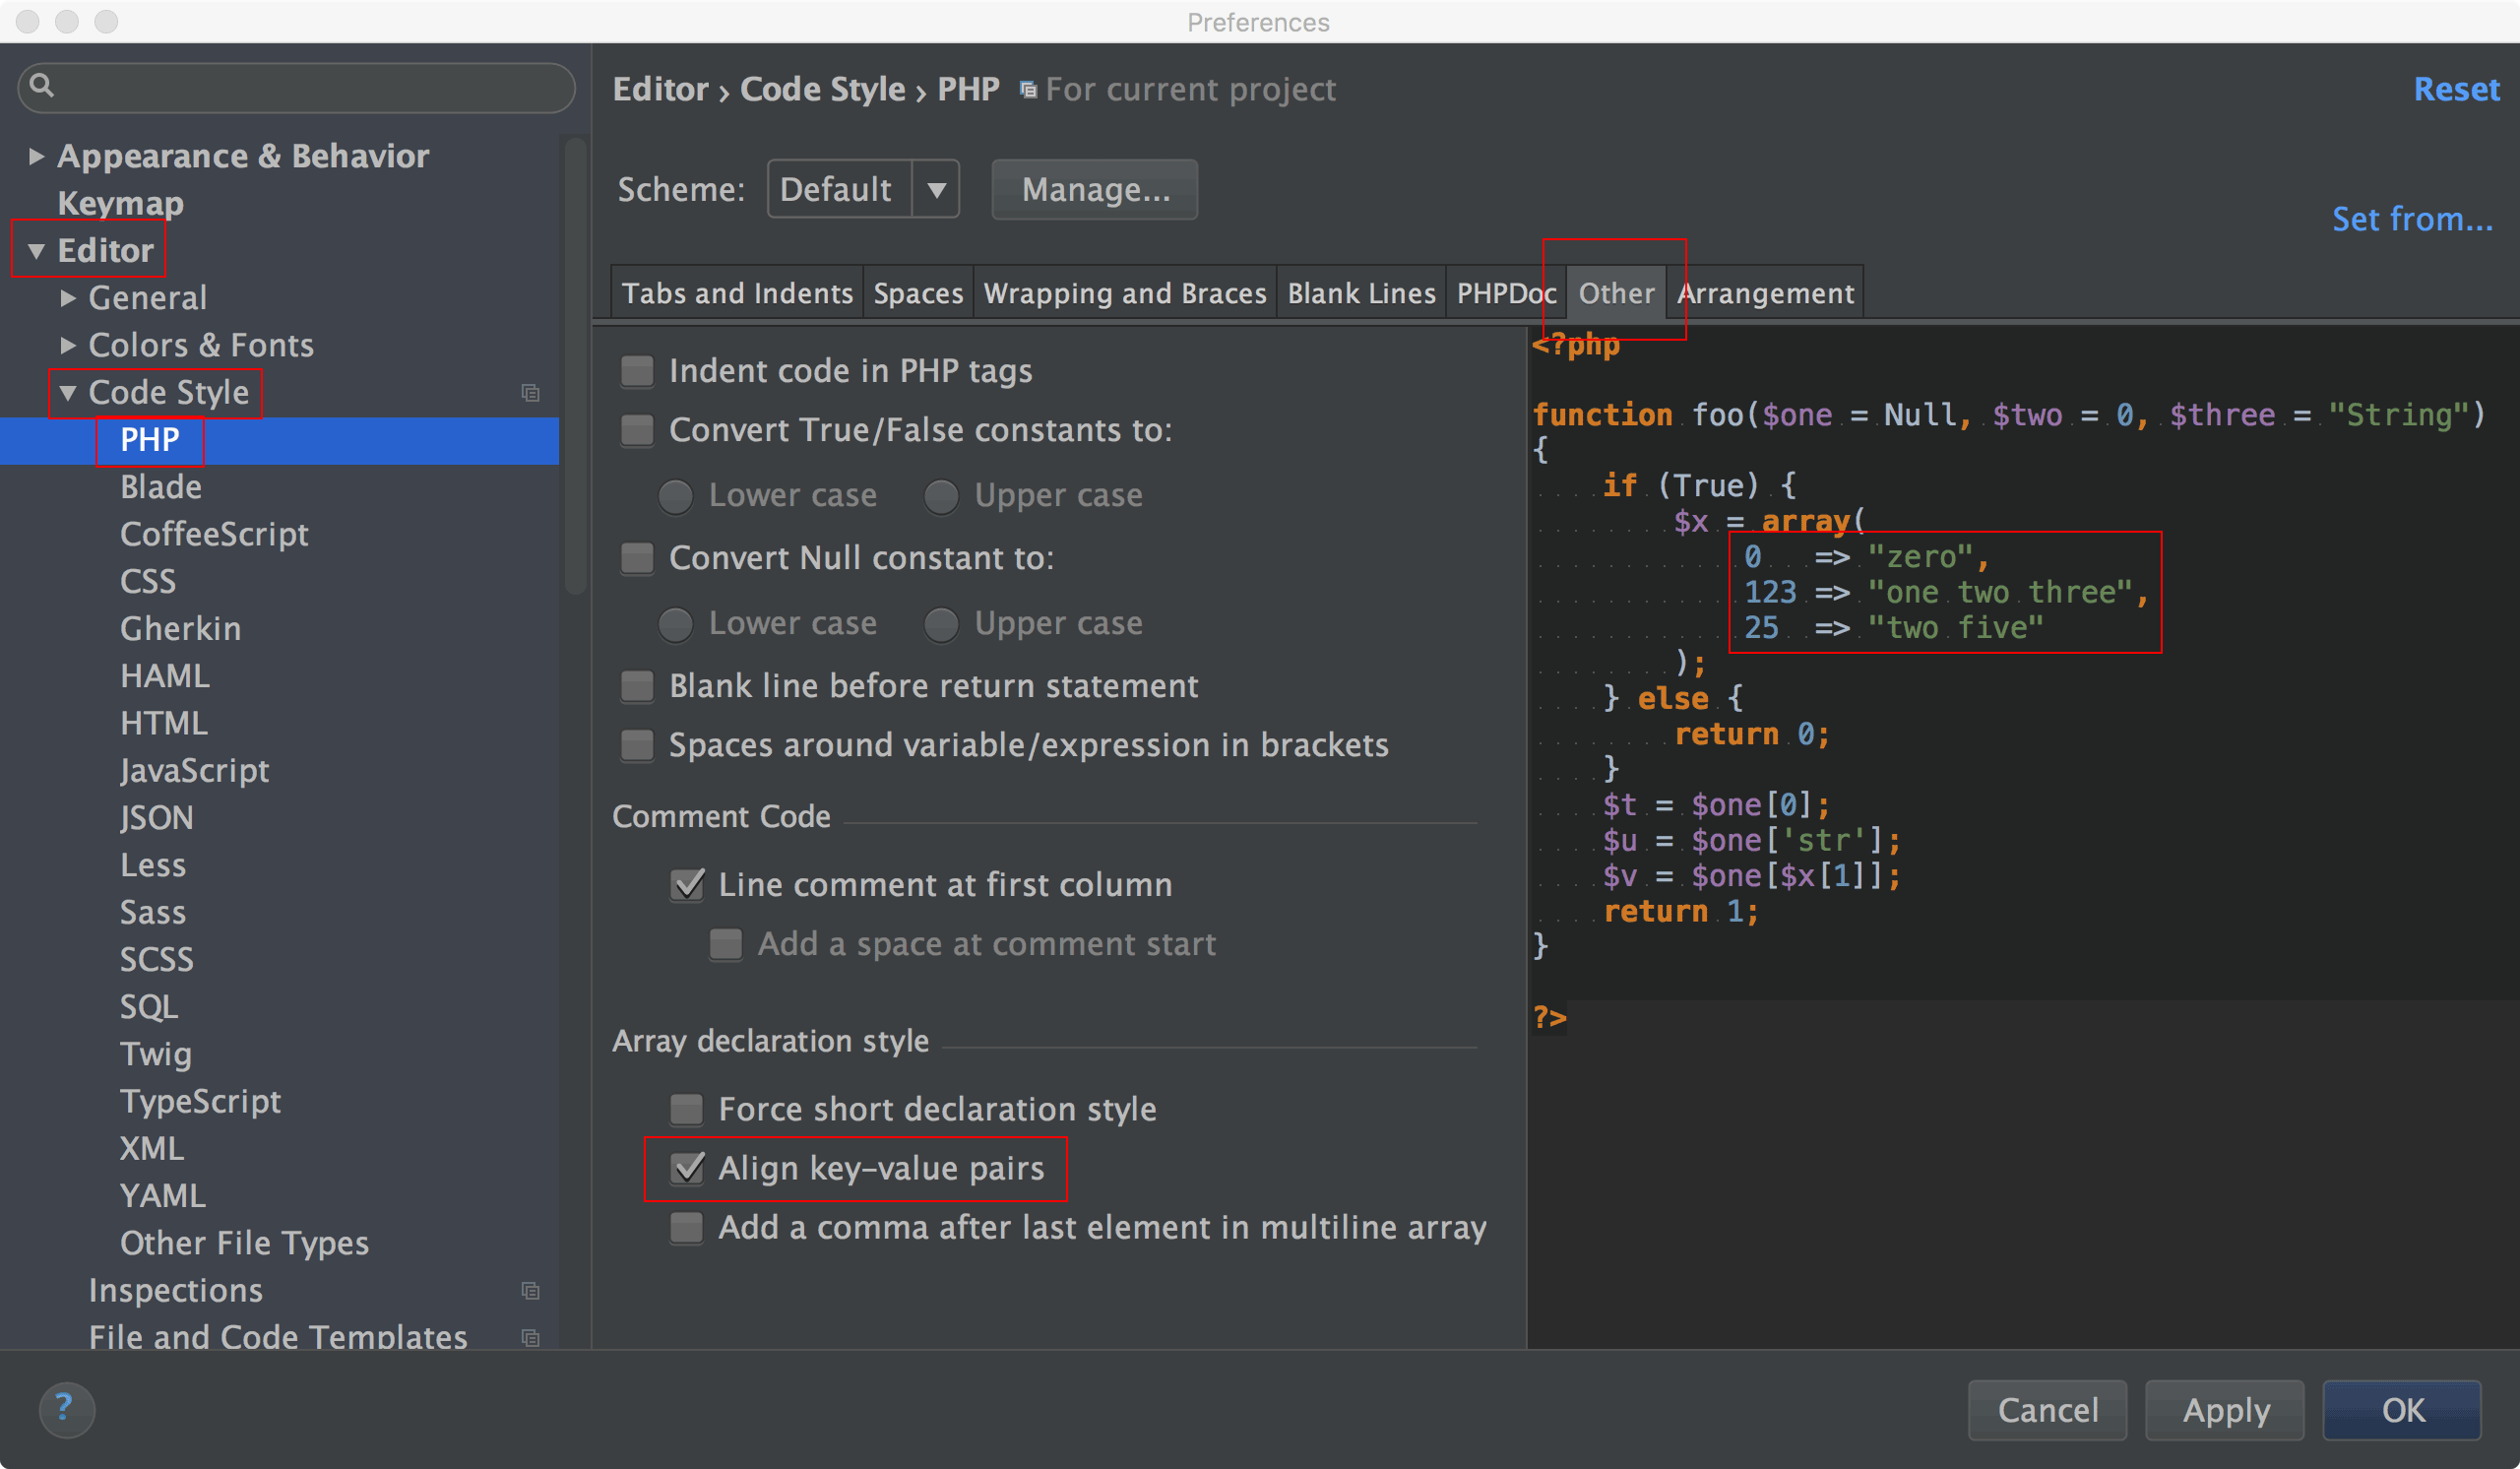 Preferences
Appearance & Behavior
Keymap
Editor
General
Colors & Fonts
Code Style
PHP
Blade
CoffeeScript
CSS
Gherkin
HAML
HTML
JavaScript
JSON
Less
Sass
SCSS
SQL
Twig
TypeScript
XML
YAML
Other File Types
Inspections
File and Code Templates
Editor › Code Style › PHP For current project
Reset
Scheme: Default Manage...
Set from...
Tabs and Indents Spaces Wrapping and Braces Blank Lines PHPDoc Other Arrangement
Indent code in PHP tags
Convert True/False constants to:
Lower case Upper case
Convert Null constant to:
Lower case Upper case
Blank line before return statement
Spaces around variable/expression in brackets
Comment Code
Line comment at first column
Add a space at comment start
Array declaration style
Force short declaration style
Align key-value pairs
Add a comma after last element in multiline array
<?php
function foo($one = Null, $two = 0, $three = "String")
{
if (True) {
$x = array(
0 => "zero",
123 => "one two three",
25 => "two five"
);
} else {
return 0;
}
$t = $one[0];
$u = $one['str'];
$v = $one[$x[1]];
return 1;
}
?>
?
Cancel Apply OK